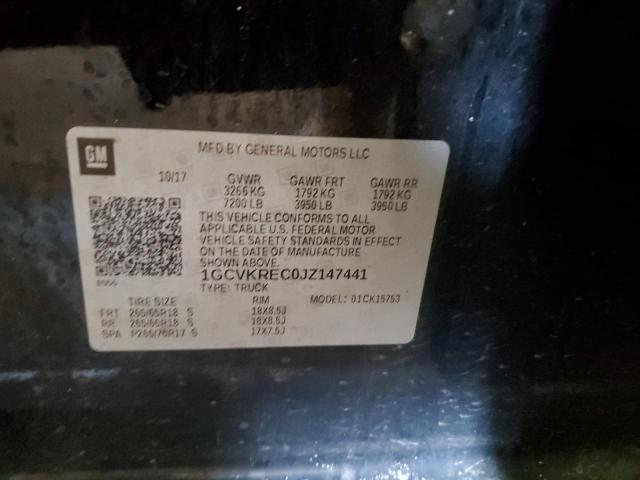 GM
MFD BY GENERAL MOTORS LLC
10/17 GVWR GAWR FRT GAWR RR
3266 KG 1792 KG 1792 KG
7200 LB 3950 LB 3950 LB
THIS VEHICLE CONFORMS TO ALL
APPLICABLE U.S. FEDERAL MOTOR
VEHICLE SAFETY STANDARDS IN EFFECT
ON THE DATE OF MANUFACTURE
SHOWN ABOVE.
1GCVKREC0JZ147441
TYPE: TRUCK
MODEL: 01CK15753
TIRE SIZE RIM
FRT 265/65R18 S 18X8.5J
RR 265/65R18 S 18X8.5J
SPA P265/70R17 S 17X7.5J